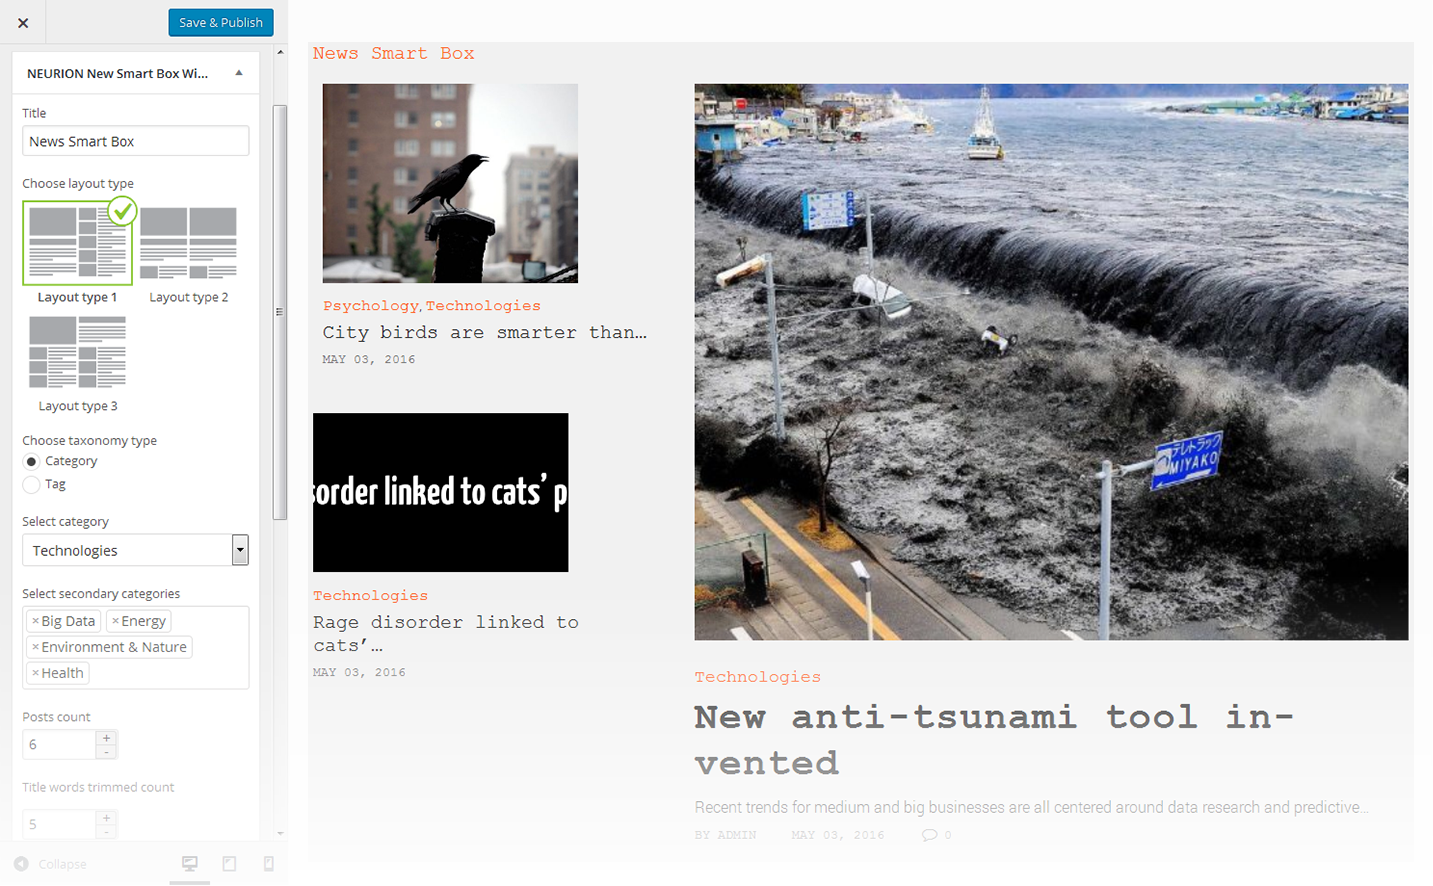 ×
Save & Publish
NEURION New Smart Box Wi...
Title
News Smart Box
Choose layout type
Layout type 1
Layout type 2
Layout type 3
Choose taxonomy type
Category
Tag
Select category
Technologies
Select secondary categories
× Big Data × Energy
× Environment & Nature
× Health
Posts count
6
+
-
Title words trimmed count
5
+
-
Collapse
News Smart Box
Psychology, Technologies
City birds are smarter than…
MAY 03, 2016
sorder linked to cats’ p
Technologies
Rage disorder linked to
cats’…
MAY 03, 2016
テレトラック
MIYAKO
Technologies
New anti-tsunami tool in-
vented
Recent trends for medium and big businesses are all centered around data research and predictive…
BY ADMIN MAY 03, 2016 0